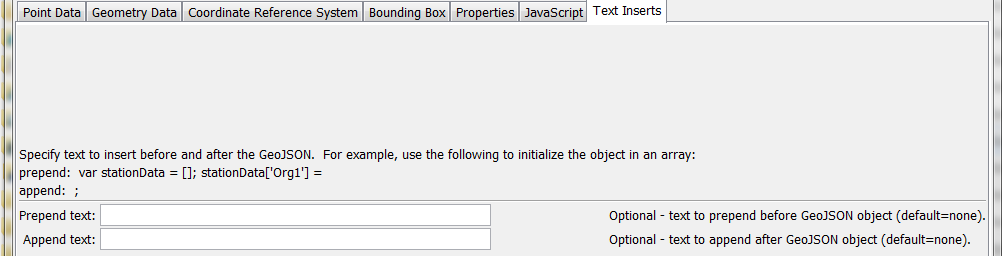 Point Data Geometry Data Coordinate Reference System Bounding Box Properties JavaScript Text Inserts
Specify text to insert before and after the GeoJSON.  For example, use the following to initialize the object in an array:
prepend:  var stationData = []; stationData['Org1'] =
append:  ;
Prepend text: Optional - text to prepend before GeoJSON object (default=none).
Append text: Optional - text to append after GeoJSON object (default=none).